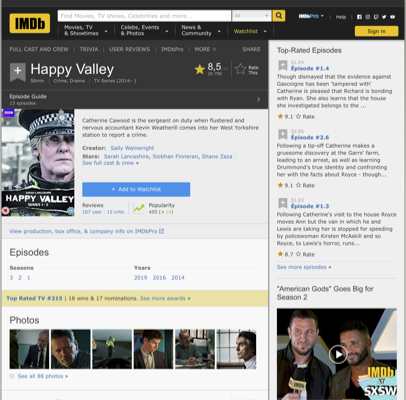 IMDb
Find Movies, TV shows, Celebrities and more...
All
IMDbPro
Help
Movies, TV
& Showtimes
Celebs, Events
& Photos
News &
Community
Watchlist
Sign in
FULL CAST AND CREW | TRIVIA | USER REVIEWS | IMDbPro | MORE
SHARE
Happy Valley
58min | Crime, Drama | TV Series (2014– )
8,5
Rate
This
Episode Guide
13 episodes
HAPPY VALLEY
Catherine Cawood is the sergeant on duty when flustered and
nervous accountant Kevin Weatherill comes into her West Yorkshire
station to report a crime.
Creator: Sally Wainwright
Stars: Sarah Lancashire, Siobhan Finneran, Shane Zaza |
See full cast & crew »
+ Add to Watchlist
Reviews
107 user | 15 critic
Popularity
455
View production, box office, & company info on IMDbPro
Episodes
Seasons
Years
3 2 1
2019 2016 2014
Top Rated TV #215 | 18 wins & 17 nominations. See more awards »
Photos
See all 88 photos »
Top-Rated Episodes
S1.E4
Episode #1.4
Though dismayed that the evidence against
Gascoigne has been 'tampered with'
Catherine is pleased that Richard is bonding
with Ryan. She also learns that the house
she investigated belongs to the ...
9.1 Rate
Episode #2.6
Following a tip-off Catherine makes a
gruesome discovery at the Garrs' farm,
leading to an arrest, as well as learning
Drummond's true identity and confronting
her with the facts about Royce - though...
9.1 Rate
S1.E3
Episode #1.3
Following Catherine's visit to the house Royce
moves Ann but the van in which he and
Lewis are taking her is stopped for speeding
by policewoman Kirsten McAskill and so
Royce, to Lewis's horror, runs...
8.7 Rate
See more episodes »
"American Gods" Goes Big for
Season 2
IMDb
AT
SXSW